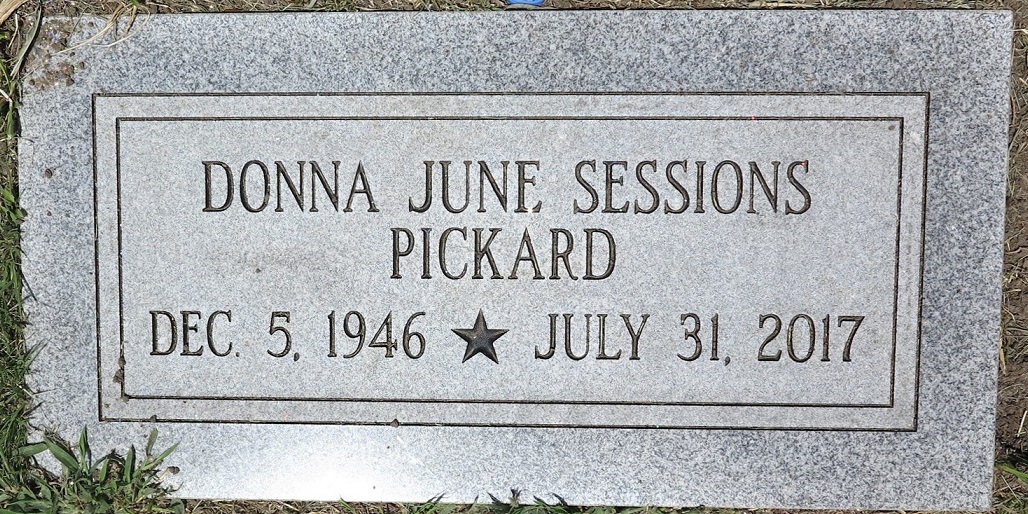 DONNA JUNE SESSIONS
PICKARD
DEC. 5, 1946 ★ JULY 31, 2017